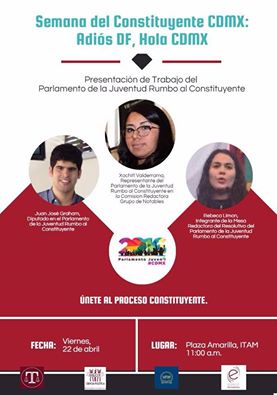 Semana del Constituyente CDMX:
Adiós DF, Hola CDMX
Presentación de Trabajo del
Parlamento de la Juventud Rumbo al Constituyente
Xochitl Valderrama,
Representante del
Parlamento de la Juventud
Rumbo al Constituyente en
la Comisión Redactora
Grupo de Notables
Juan José Graham,
Diputado en el Parlamento
de la Juventud Rumbo al
Constituyente
Rebeca Limon,
Integrante de la Mesa
Redactora del Resolutivo del
Parlamento de la Juventud
Rumbo al Constituyente
Parlamento Juvenil
#CDMX
ÚNETE AL PROCESO CONSTITUYENTE.
FECHA:
Viernes,
22 de abril
LUGAR:
Plaza Amarilla, ITAM
11:00 a.m.